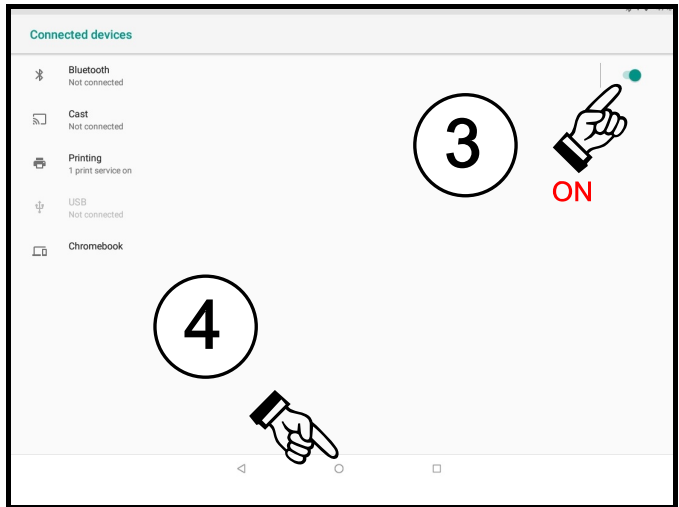 Connected devices
Bluetooth
Not connected
Cast
Not connected
3
Printing
1 print service on
ON
USB
Not connected
Chromebook
4